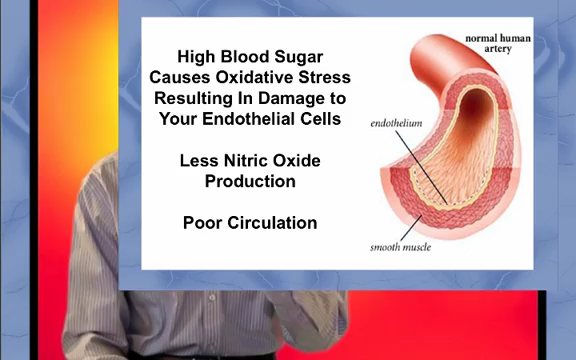 High Blood Sugar
Causes Oxidative Stress
Resulting In Damage to
Your Endothelial Cells
Less Nitric Oxide
Production
Poor Circulation
normal human
artery
endothelium
smooth muscle